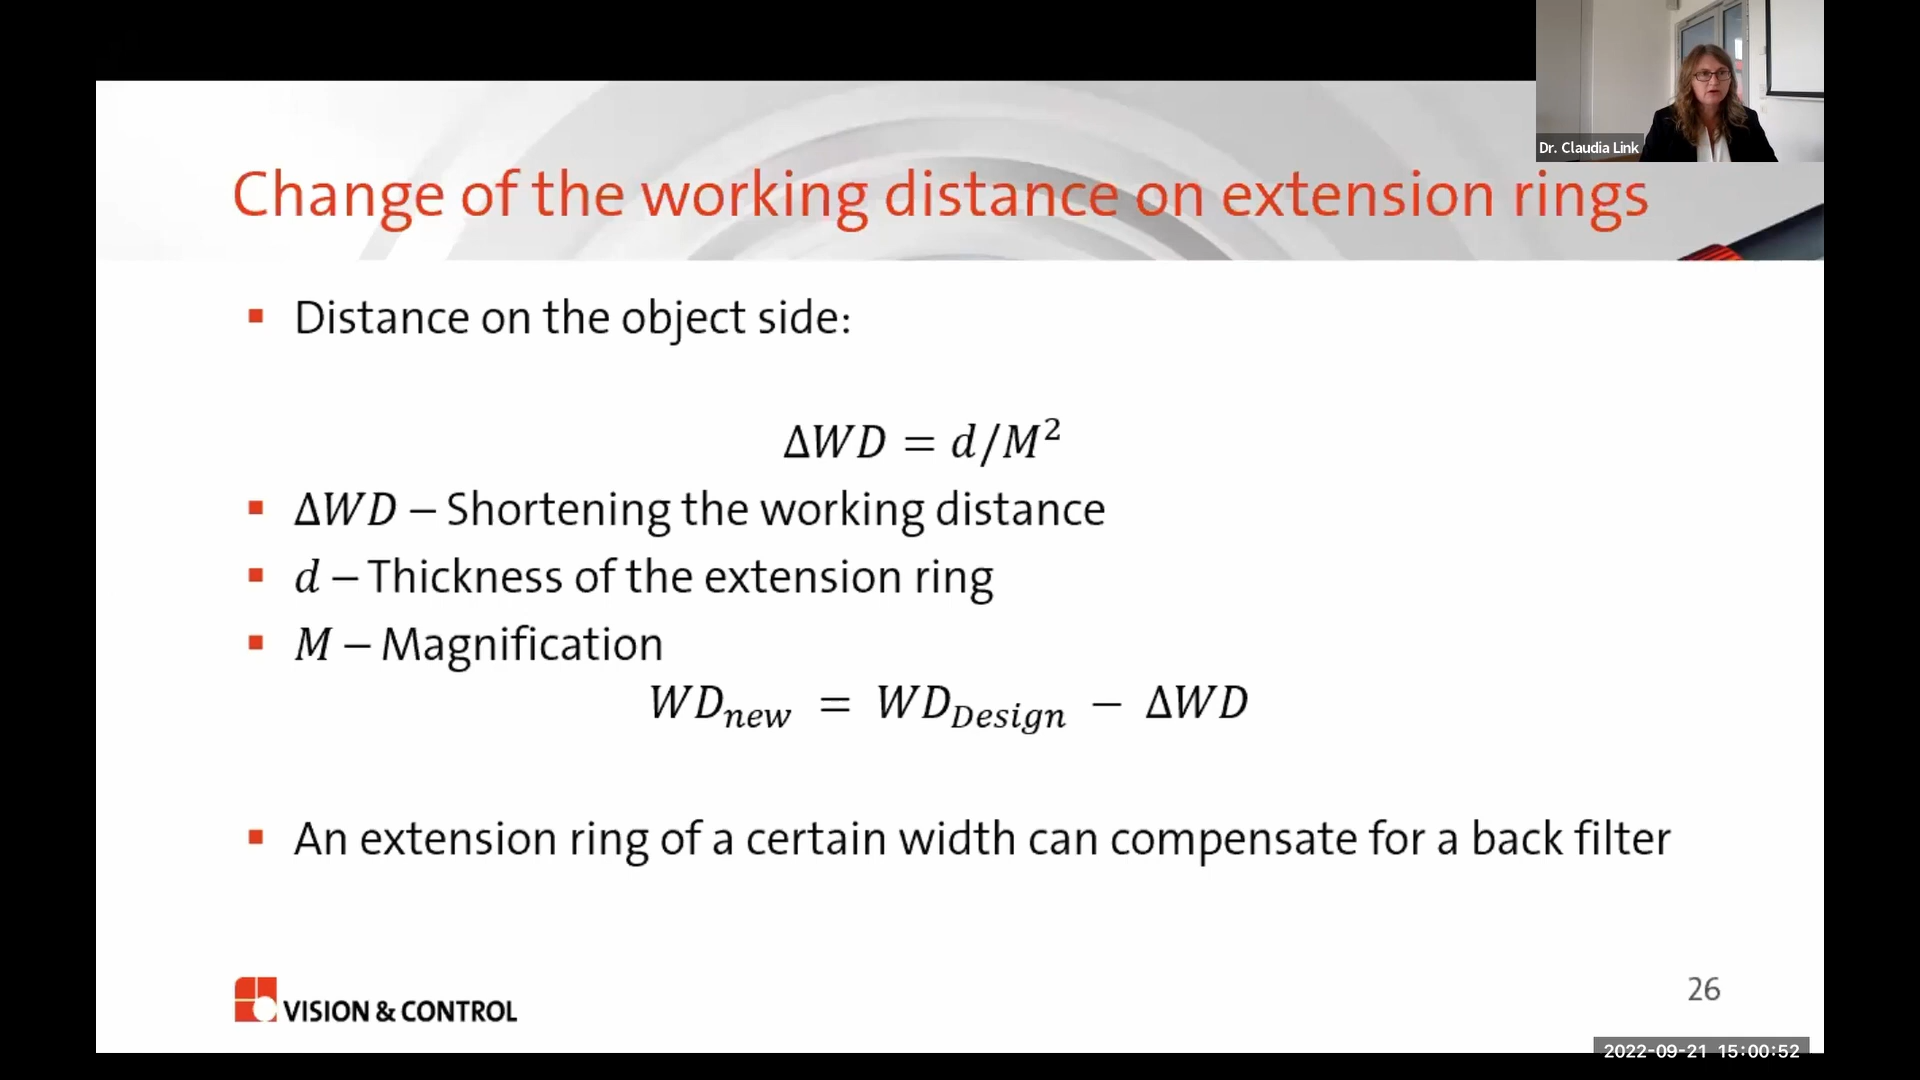 Dr. Claudia Link
Change of the working distance on extension rings
▪ Distance on the object side:
ΔWD = d/M²
▪ ΔWD – Shortening the working distance
▪ d – Thickness of the extension ring
▪ M – Magnification
WD_new = WD_Design − ΔWD
▪ An extension ring of a certain width can compensate for a back filter
VISION & CONTROL
26
2022-09-21 15:00:52